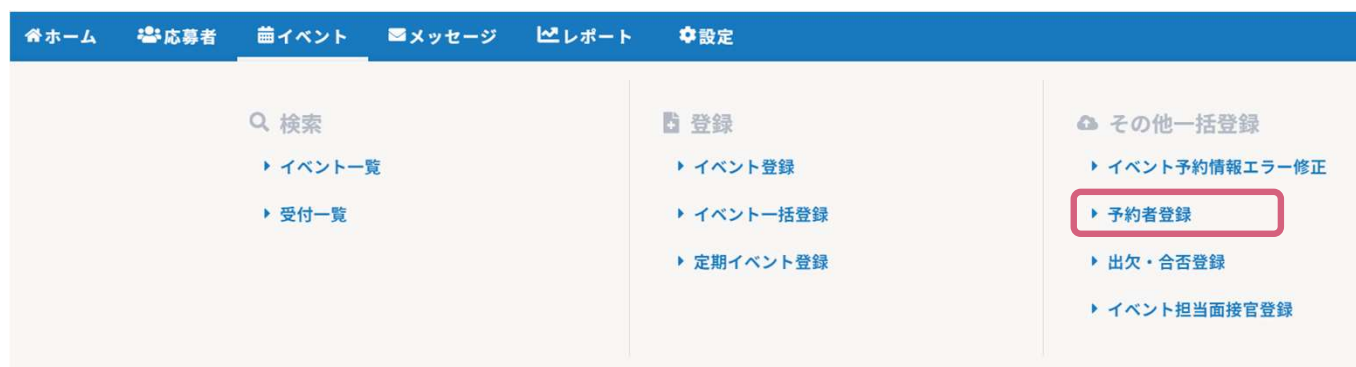 ホーム 応募者 イベント メッセージ レポート 設定
検索
イベント一覧
受付一覧
登録
イベント登録
イベント一括登録
定期イベント登録
その他一括登録
イベント予約情報エラー修正
予約者登録
出欠・合否登録
イベント担当面接官登録